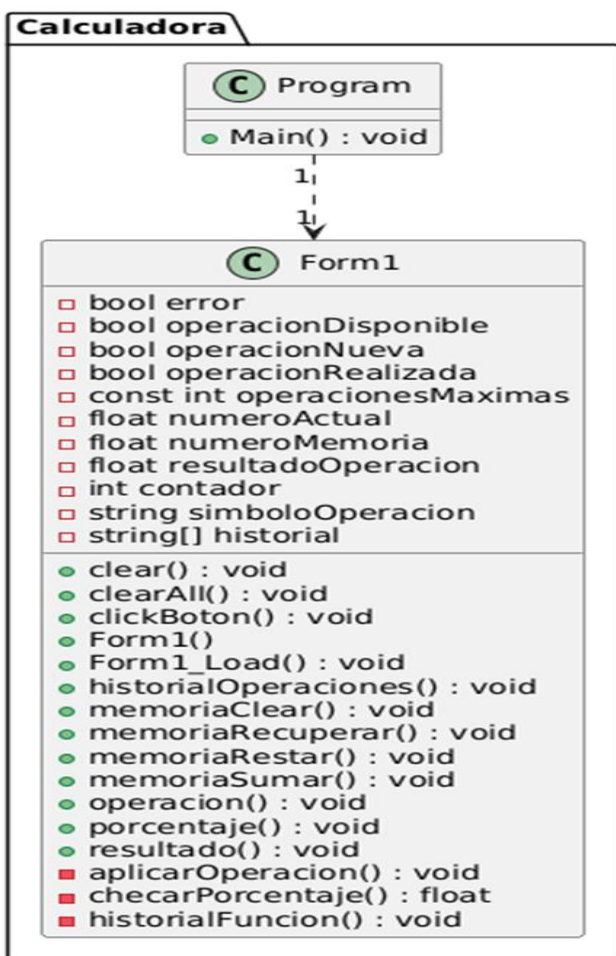 Calculadora
C Program
Main() : void
1
1
C Form1
bool error
bool operacionDisponible
bool operacionNueva
bool operacionRealizada
const int operacionesMaximas
float numeroActual
float numeroMemoria
float resultadoOperacion
int contador
string simboloOperacion
string[] historial
clear() : void
clearAll() : void
clickBoton() : void
Form1()
Form1_Load() : void
historialOperaciones() : void
memoriaClear() : void
memoriaRecuperar() : void
memoriaRestar() : void
memoriaSumar() : void
operacion() : void
porcentaje() : void
resultado() : void
aplicarOperacion() : void
checarPorcentaje() : float
historialFuncion() : void